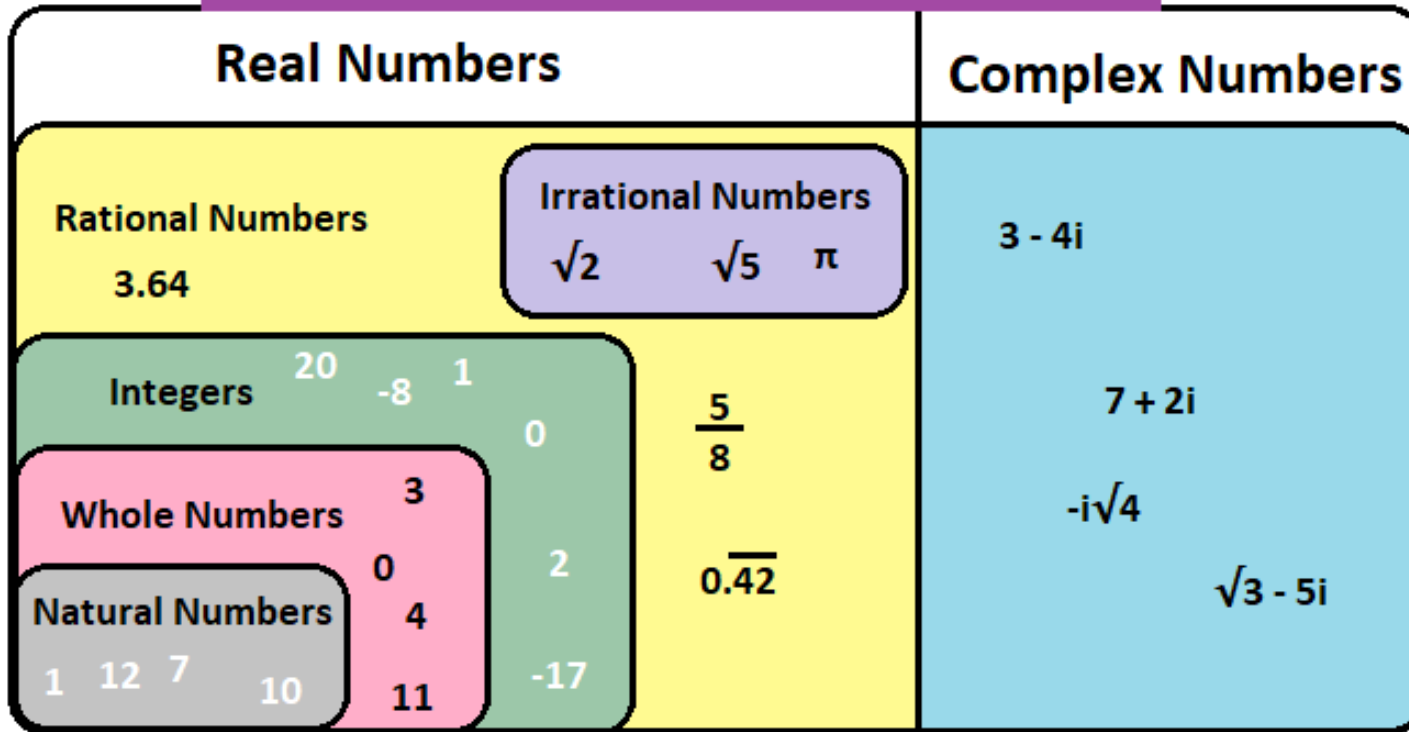 Real Numbers
Complex Numbers
Rational Numbers
3.64
Irrational Numbers
√2 √5 π
Integers
20 -8 1
0
2
-17
5
8
0.4̅2̅
Whole Numbers
3
0
4
11
Natural Numbers
1 12 7 10
3 - 4i
7 + 2i
-i√4
√3 - 5i